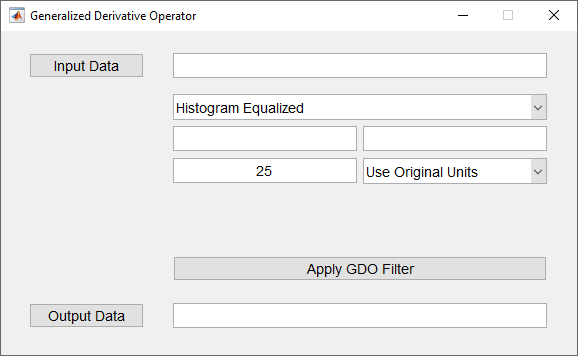 Generalized Derivative Operator
Input Data
Histogram Equalized
25
Use Original Units
Apply GDO Filter
Output Data